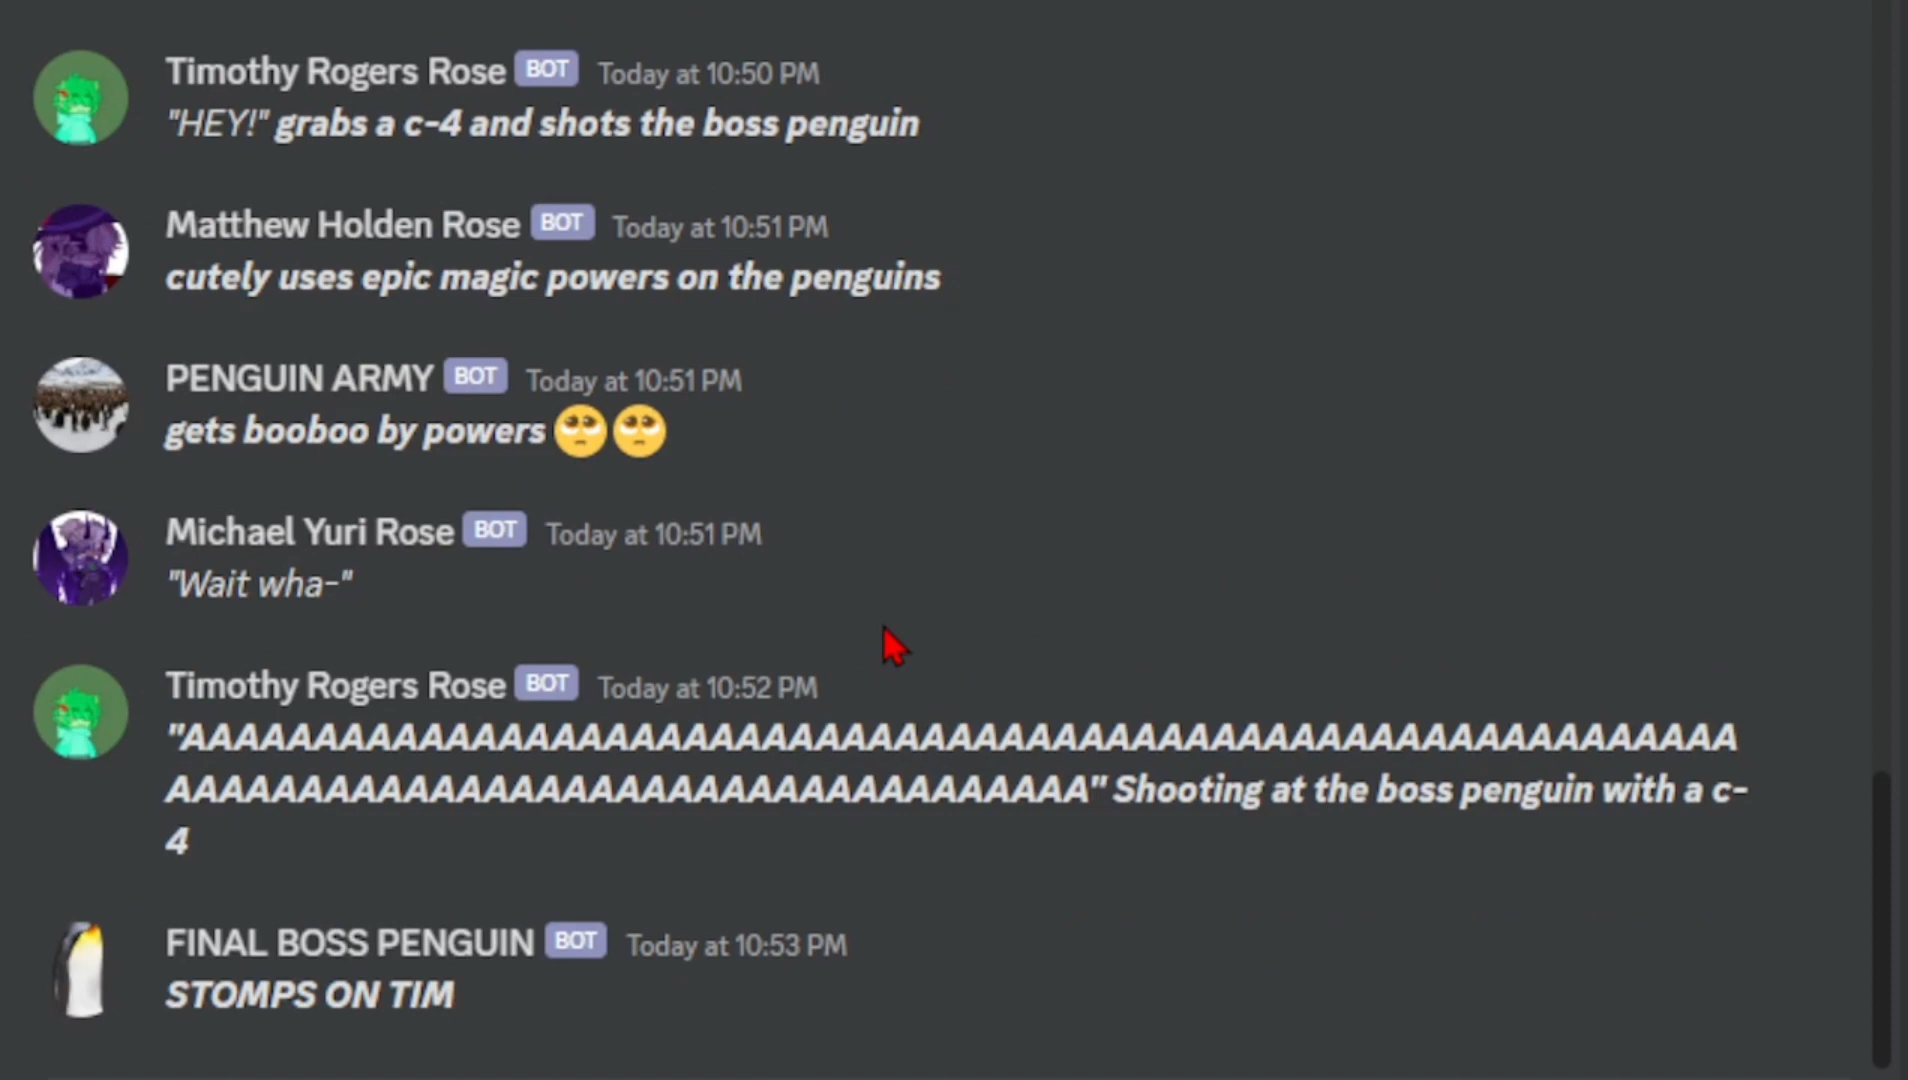 Timothy Rogers Rose BOT Today at 10:50 PM
"HEY!" grabs a c-4 and shots the boss penguin
Matthew Holden Rose BOT Today at 10:51 PM
cutely uses epic magic powers on the penguins
PENGUIN ARMY BOT Today at 10:51 PM
gets booboo by powers 🥺🥺
Michael Yuri Rose BOT Today at 10:51 PM
"Wait wha-"
Timothy Rogers Rose BOT Today at 10:52 PM
"AAAAAAAAAAAAAAAAAAAAAAAAAAAAAAAAAAAAAAAAAAAAAAAAAAAAAAAAAAA
AAAAAAAAAAAAAAAAAAAAAAAAAAAAAAAAAAA" Shooting at the boss penguin with a c-
4
FINAL BOSS PENGUIN BOT Today at 10:53 PM
STOMPS ON TIM